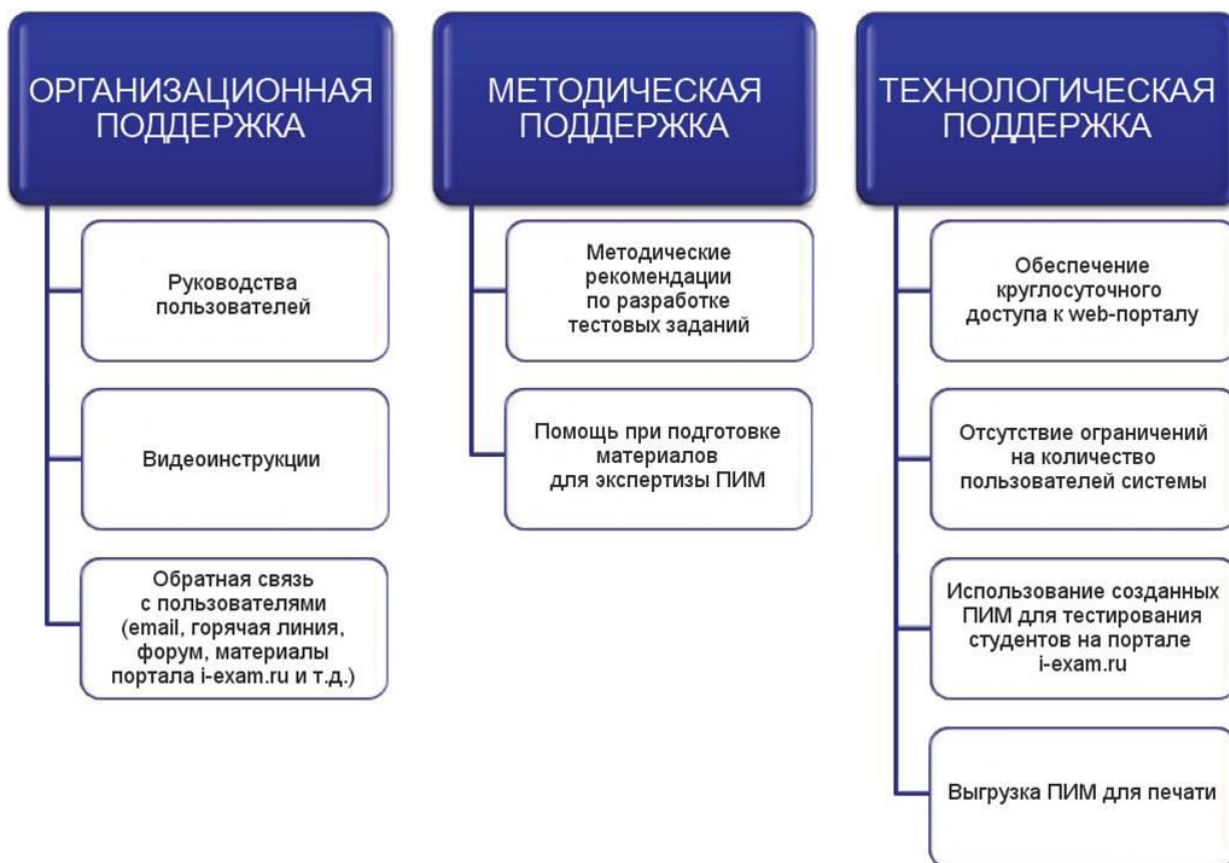 ОРГАНИЗАЦИОННАЯ
ПОДДЕРЖКА
Руководства
пользователей
Видеоинструкции
Обратная связь
с пользователями
(email, горячая линия,
форум, материалы
портала i-exam.ru и т.д.)
МЕТОДИЧЕСКАЯ
ПОДДЕРЖКА
Методические
рекомендации
по разработке
тестовых заданий
Помощь при подготовке
материалов
для экспертизы ПИМ
ТЕХНОЛОГИЧЕСКАЯ
ПОДДЕРЖКА
Обеспечение
круглосуточного
доступа к web-порталу
Отсутствие ограничений
на количество
пользователей системы
Использование созданных
ПИМ для тестирования
студентов на портале
i-exam.ru
Выгрузка ПИМ для печати